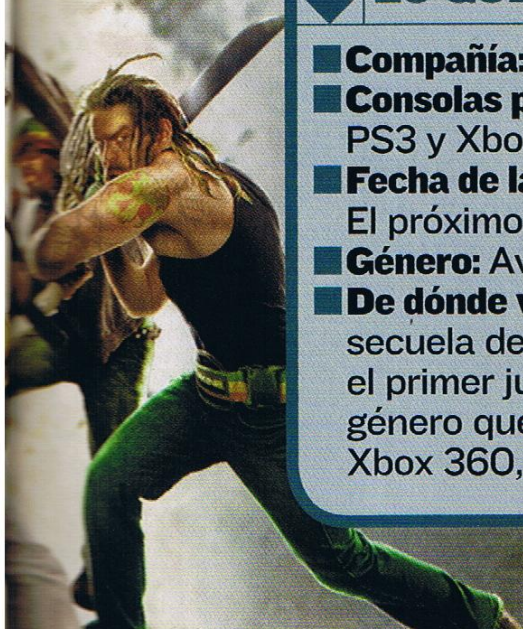 Compañía:
Consolas p
PS3 y Xbo
Fecha de la
El próximo
Género: Av
De dónde v
secuela de
el primer ju
género que
Xbox 360,